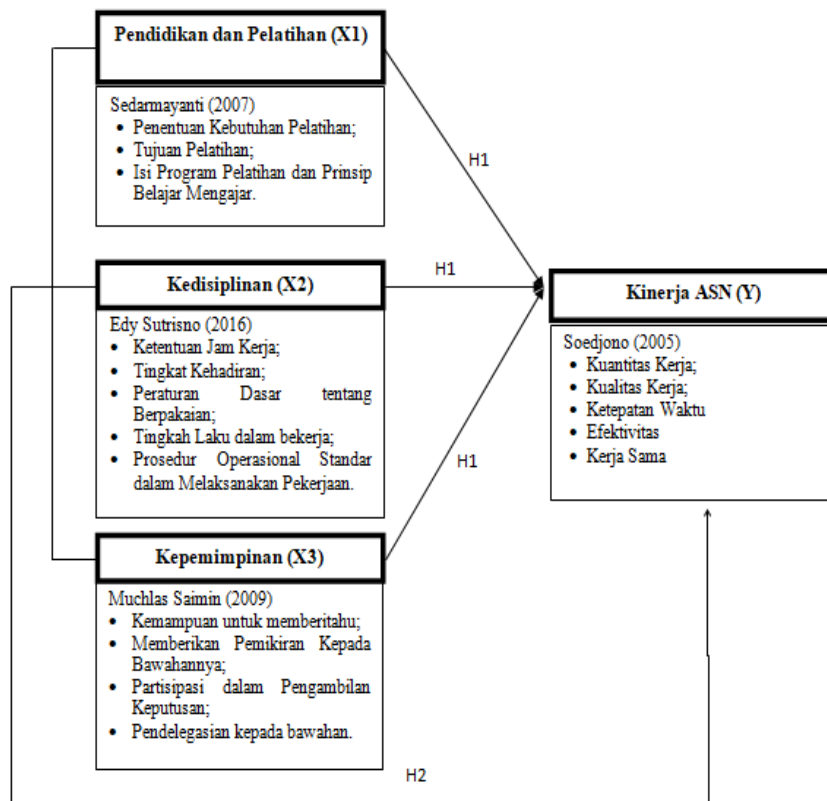 Pendidikan dan Pelatihan (X1)
Sedarmayanti (2007)
• Penentuan Kebutuhan Pelatihan;
• Tujuan Pelatihan;
• Isi Program Pelatihan dan Prinsip
Belajar Mengajar.
H1
Kedisiplinan (X2)
Edy Sutrisno (2016)
• Ketentuan Jam Kerja;
• Tingkat Kehadiran;
• Peraturan Dasar tentang
Berpakaian;
• Tingkah Laku dalam bekerja;
• Prosedur Operasional Standar
dalam Melaksanakan Pekerjaan.
H1
Kepemimpinan (X3)
Muchlas Saimin (2009)
• Kemampuan untuk memberitahu;
• Memberikan Pemikiran Kepada
Bawahannya;
• Partisipasi dalam Pengambilan
Keputusan;
• Pendelegasian kepada bawahan.
H1
Kinerja ASN (Y)
Soedjono (2005)
• Kuantitas Kerja;
• Kualitas Kerja;
• Ketepatan Waktu
• Efektivitas
• Kerja Sama
H2